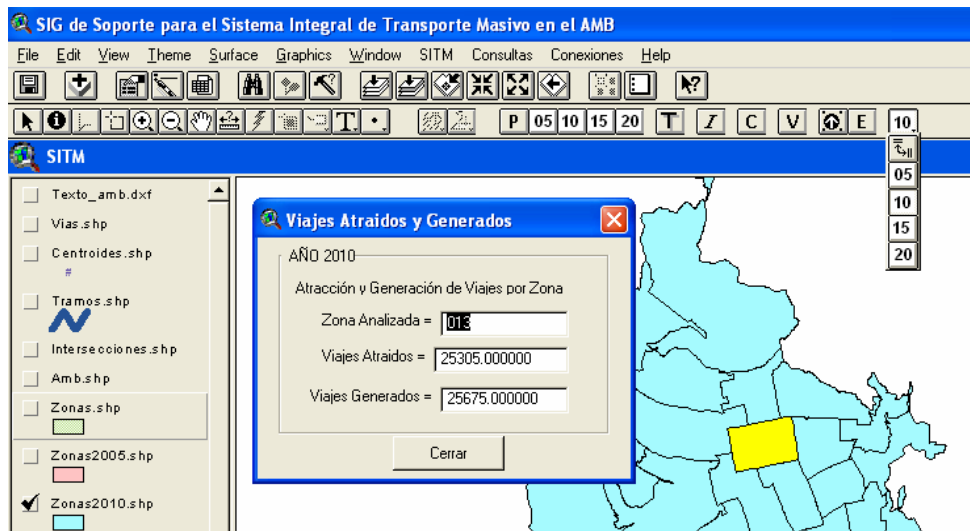 SIG de Soporte para el Sistema Integral de Transporte Masivo en el AMB
File Edit View Theme Surface Graphics Window SITM Consultas Conexiones Help
T P 05 10 15 20 T I C V E 10
SITM
05
10
15
20
Texto_amb.dxf
Vias.shp
Centroides.shp
#
Tramos.shp
Intersecciones.shp
Amb.shp
Zonas.shp
Zonas2005.shp
Zonas2010.shp
Viajes Atraidos y Generados
AÑO 2010
Atracción y Generación de Viajes por Zona
Zona Analizada = 013
Viajes Atraidos = 25305.000000
Viajes Generados = 25675.000000
Cerrar